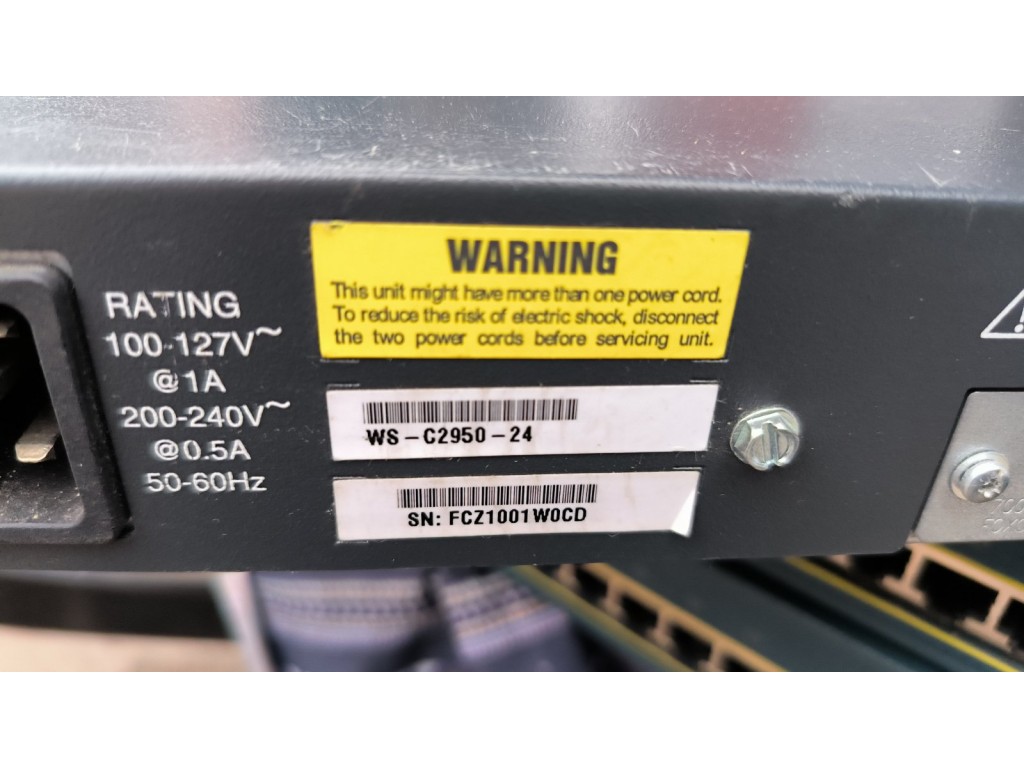 RATING
100-127V~
@1A
200-240V~
@0.5A
50-60Hz
WARNING
This unit might have more than one power cord.
To reduce the risk of electric shock, disconnect
the two power cords before servicing unit.
WS-C2950-24
SN: FCZ1001W0CD